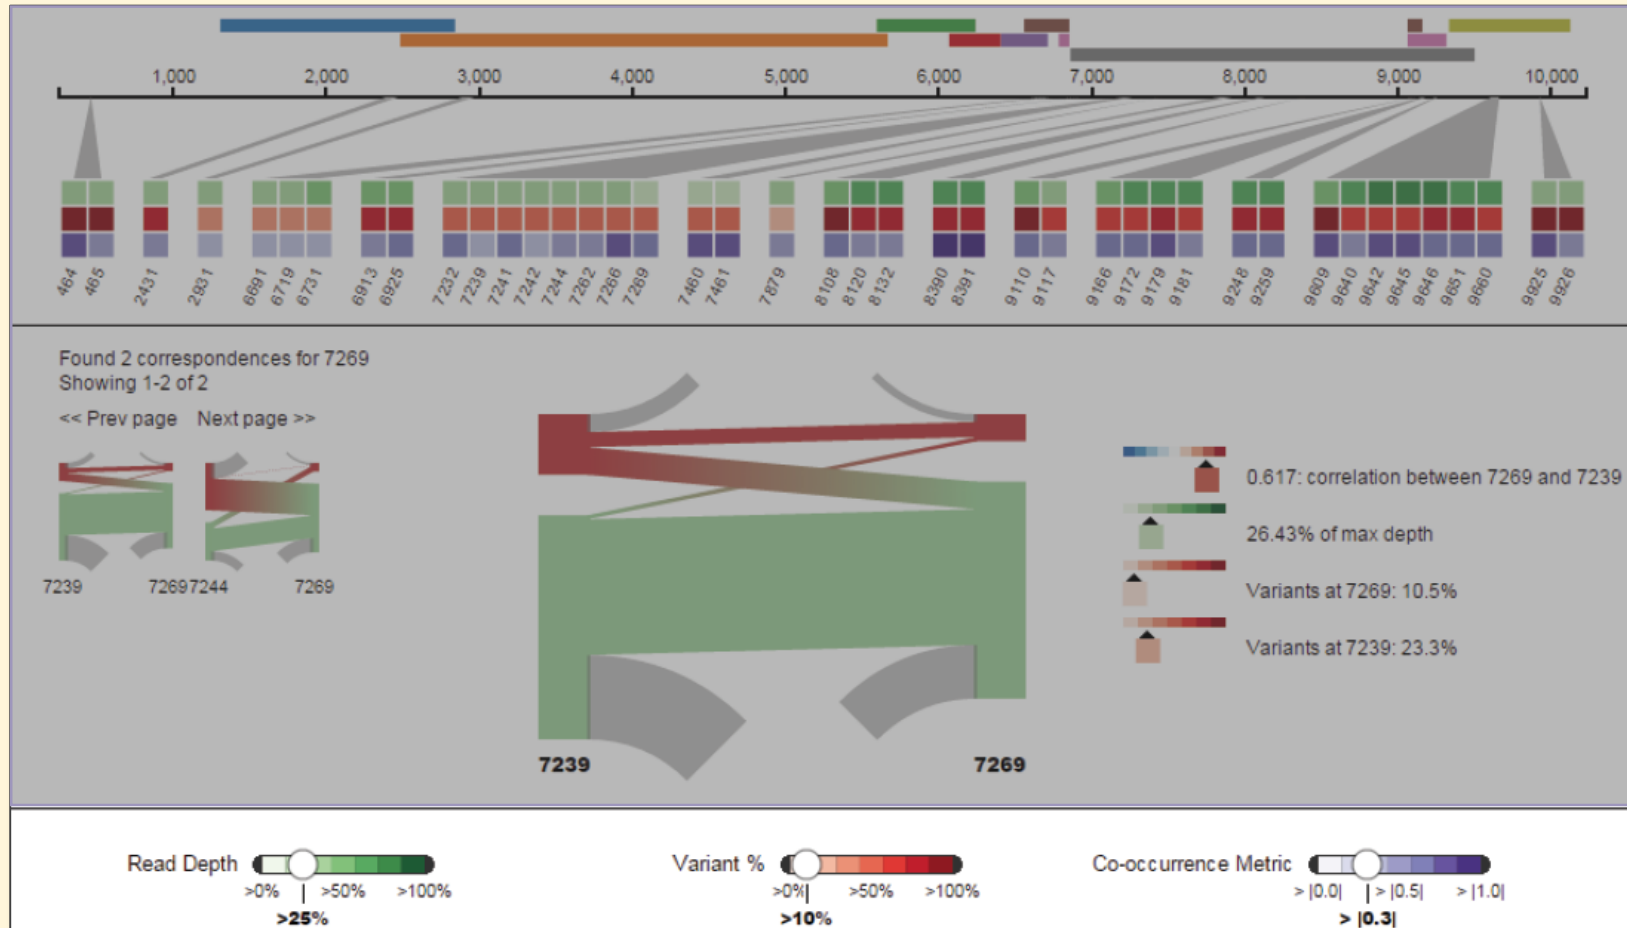 1,000 2,000 3,000 4,000 5,000 6,000 7,000 8,000 9,000 10,000
464 465 2431 2931 6691 6719 6731 6913 6925 7232 7239 7241 7242 7244 7262 7266 7269 7460 7461 7879 8108 8120 8132 8390 8391 9110 9117 9166 9172 9179 9181 9248 9259 9609 9640 9642 9645 9646 9651 9660 9925 9926
Found 2 correspondences for 7269
Showing 1-2 of 2
<< Prev page Next page >>
7239 7269 7244 7269
7239 7269
0.617: correlation between 7269 and 7239
26.43% of max depth
Variants at 7269: 10.5%
Variants at 7239: 23.3%
Read Depth
>0% >50% >100%
>25%
Variant %
>0% >50% >100%
>10%
Co-occurrence Metric
> |0.0| > |0.5| > |1.0|
> |0.3|